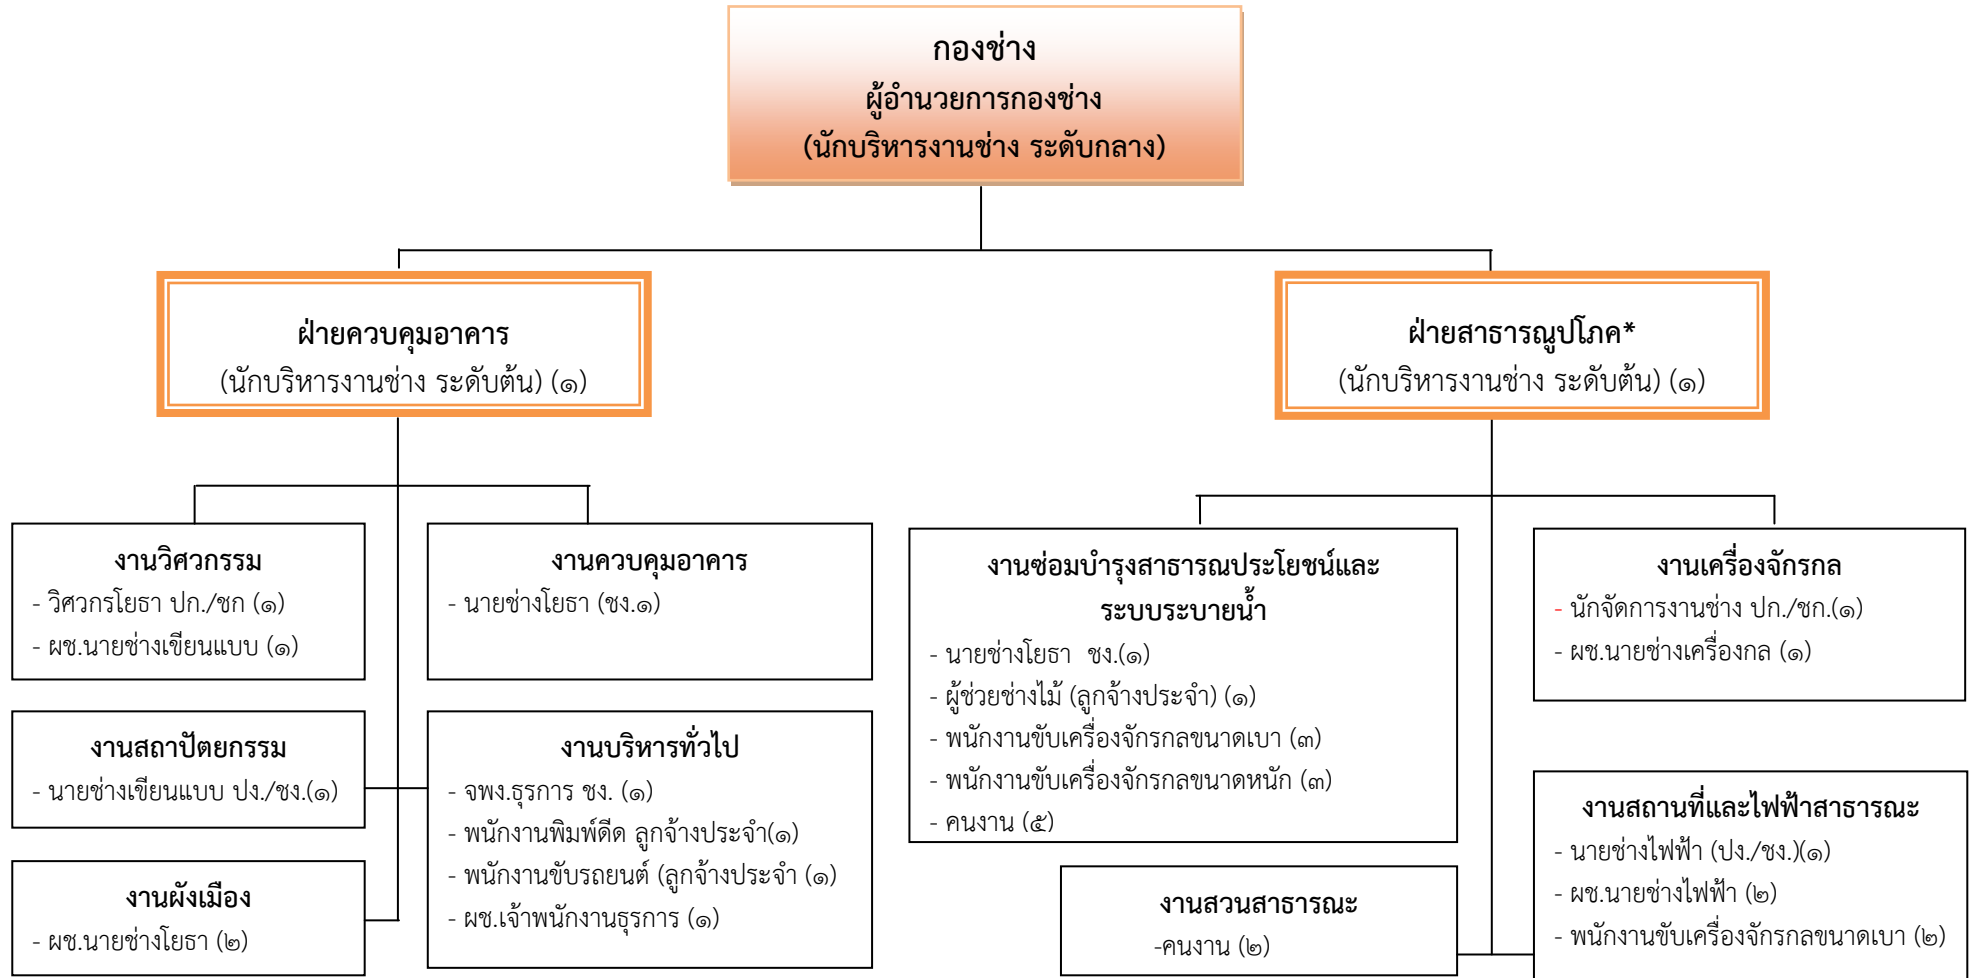 กองช่าง
ผู้อำนวยการกองช่าง
(นักบริหารงานช่าง ระดับกลาง)
ฝ่ายควบคุมอาคาร
(นักบริหารงานช่าง ระดับต้น) (๑)
ฝ่ายสาธารณูปโภค*
(นักบริหารงานช่าง ระดับต้น) (๑)
งานวิศวกรรม
- วิศวกรโยธา ปก./ชก (๑)
- ผช.นายช่างเขียนแบบ (๑)
งานควบคุมอาคาร
- นายช่างโยธา (ชง.๑)
งานสถาปัตยกรรม
- นายช่างเขียนแบบ ปง./ชง.(๑)
งานบริหารทั่วไป
- จพง.ธุรการ ชง. (๑)
- พนักงานพิมพ์ดีด ลูกจ้างประจำ(๑)
- พนักงานขับรถยนต์ (ลูกจ้างประจำ (๑)
- ผช.เจ้าพนักงานธุรการ (๑)
งานผังเมือง
- ผช.นายช่างโยธา (๒)
งานซ่อมบำรุงสาธารณประโยชน์และ
ระบบระบายน้ำ
- นายช่างโยธา  ชง.(๑)
- ผู้ช่วยช่างไม้ (ลูกจ้างประจำ) (๑)
- พนักงานขับเครื่องจักรกลขนาดเบา (๓)
- พนักงานขับเครื่องจักรกลขนาดหนัก (๓)
- คนงาน (๕)
งานเครื่องจักรกล
- นักจัดการงานช่าง ปก./ชก.(๑)
- ผช.นายช่างเครื่องกล (๑)
งานสวนสาธารณะ
-คนงาน (๒)
งานสถานที่และไฟฟ้าสาธารณะ
- นายช่างไฟฟ้า (ปง./ชง.)(๑)
- ผช.นายช่างไฟฟ้า (๒)
- พนักงานขับเครื่องจักรกลขนาดเบา (๒)